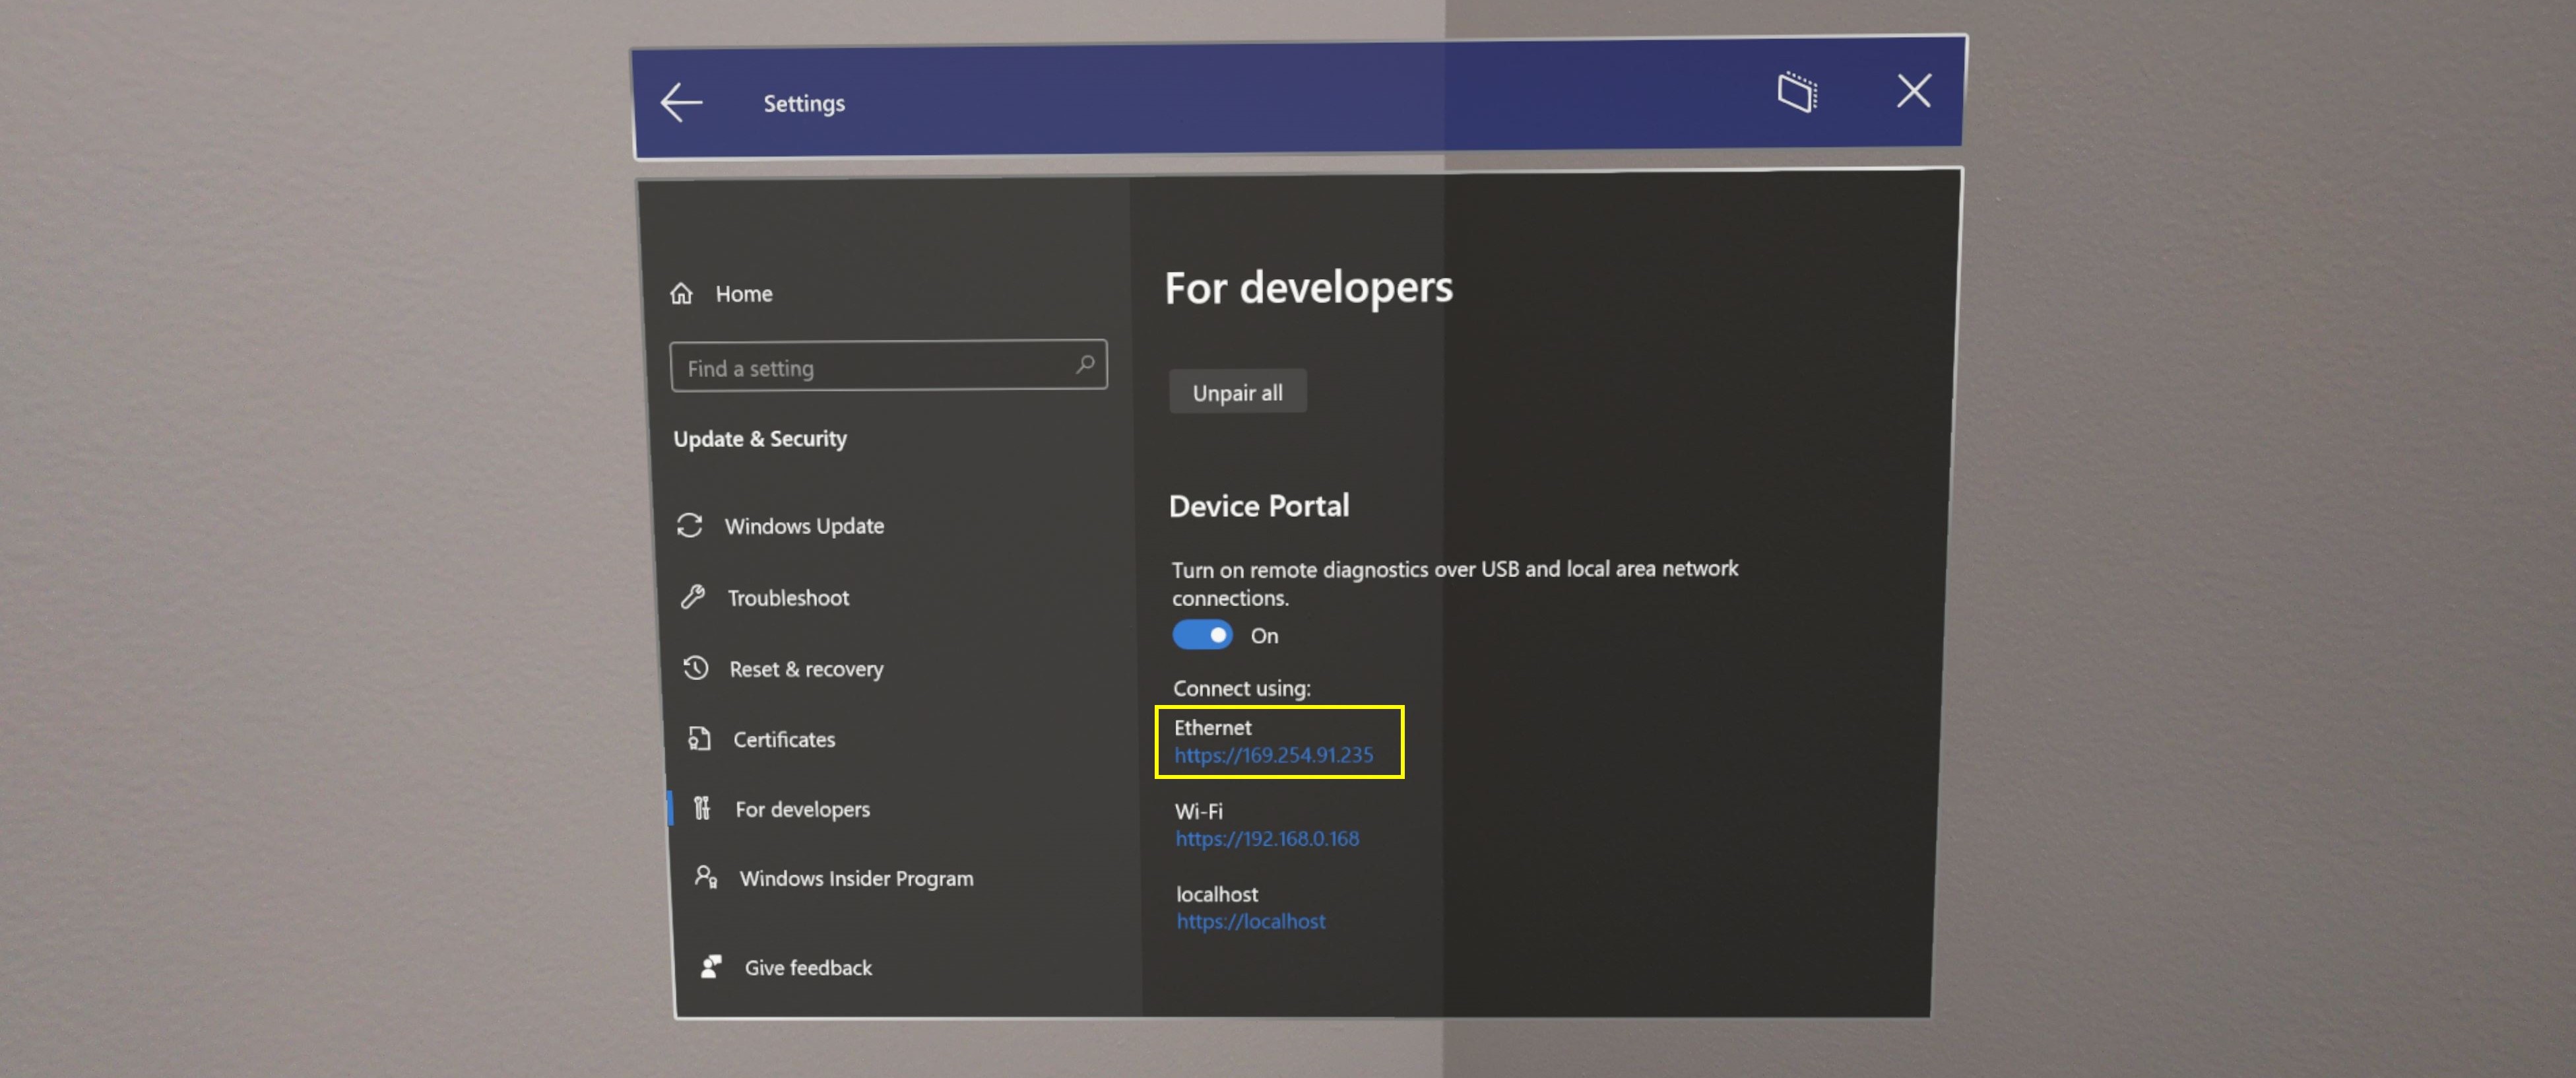 Settings
Home
Find a setting
Update & Security
Windows Update
Troubleshoot
Reset & recovery
Certificates
For developers
Windows Insider Program
Give feedback
For developers
Unpair all
Device Portal
Turn on remote diagnostics over USB and local area network
connections.
On
Connect using:
Ethernet
https://169.254.91.235
Wi-Fi
https://192.168.0.168
localhost
https://localhost